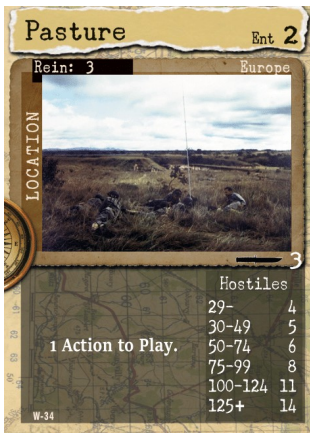 Pasture
Ent 2
Rein: 3
Europe
LOCATION
3
Hostiles
29- 4
30-49 5
50-74 6
75-99 8
100-124 11
125+ 14
1 Action to Play.
W-34